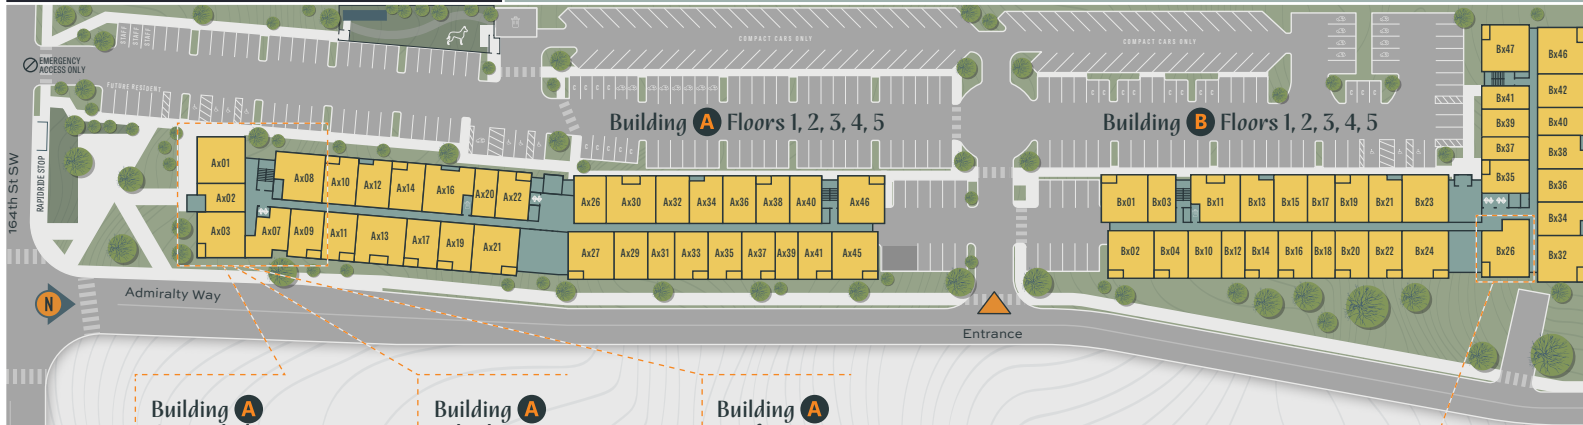 STAFF
STAFF
STAFF
COMPACT CARS ONLY
COMPACT CARS ONLY
EMERGENCY
ACCESS ONLY
FUTURE RESIDENT
164th St SW
RAPIDRIDE STOP
Building A Floors 1, 2, 3, 4, 5
Building B Floors 1, 2, 3, 4, 5
Ax01
Ax02
Ax03
Ax08
Ax10
Ax12
Ax14
Ax16
Ax20
Ax22
Ax26
Ax30
Ax32
Ax34
Ax36
Ax38
Ax40
Ax46
Ax07
Ax09
Ax11
Ax13
Ax17
Ax19
Ax21
Ax27
Ax29
Ax31
Ax33
Ax35
Ax37
Ax39
Ax41
Ax45
Bx01
Bx03
Bx11
Bx13
Bx15
Bx17
Bx19
Bx21
Bx23
Bx02
Bx04
Bx10
Bx12
Bx14
Bx16
Bx18
Bx20
Bx22
Bx24
Bx26
Bx47
Bx41
Bx39
Bx37
Bx35
Bx46
Bx42
Bx40
Bx38
Bx36
Bx34
Bx32
N
Admiralty Way
Entrance
Building A
Building A
Building A